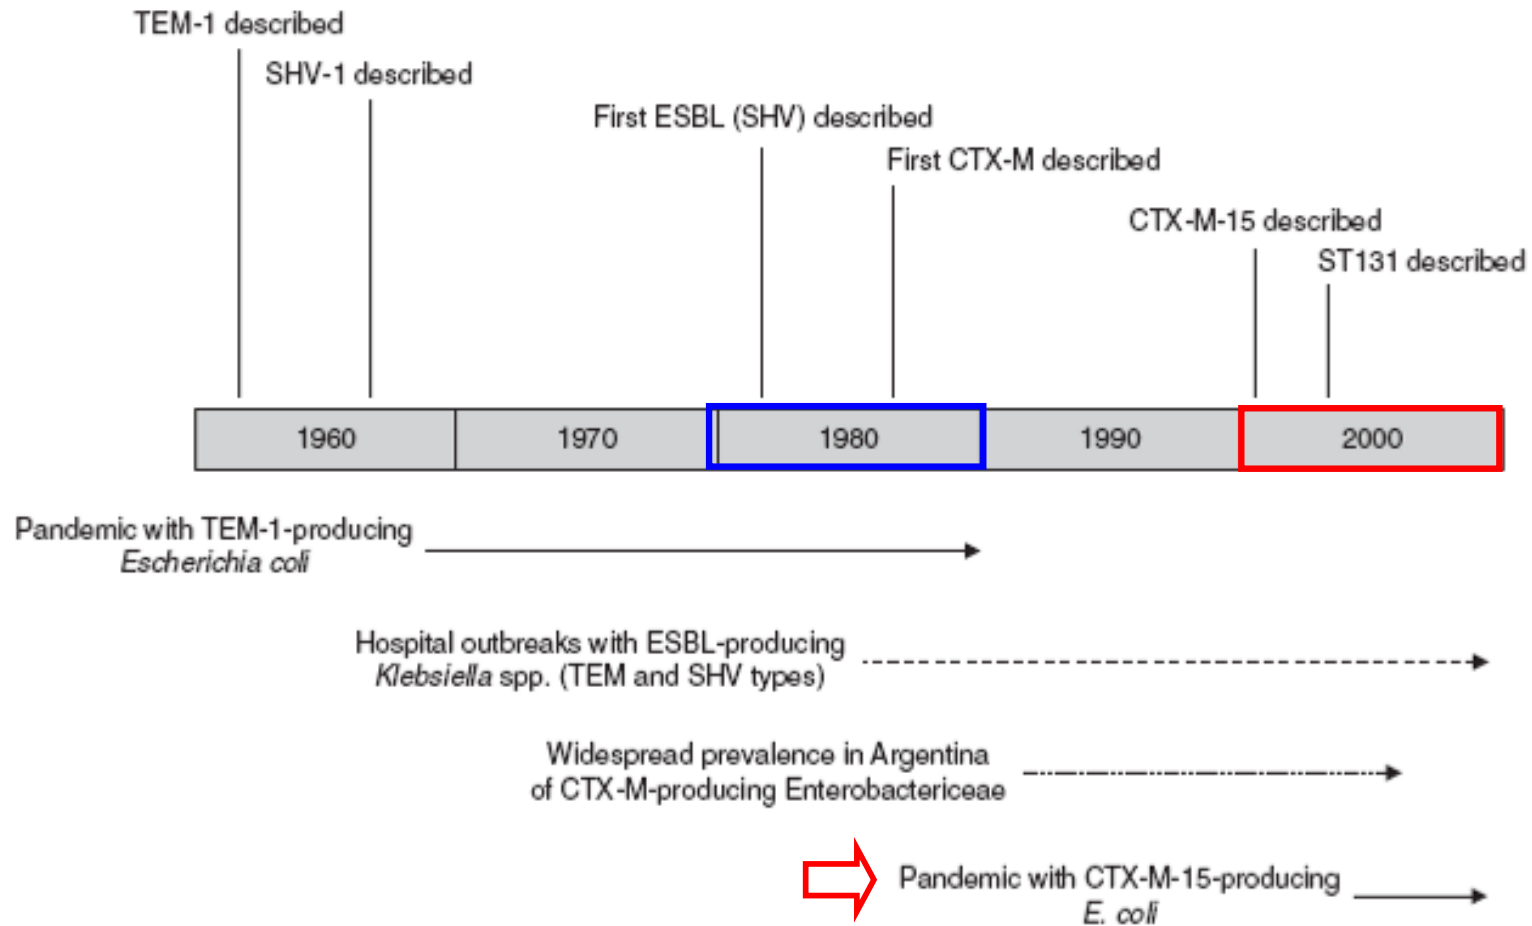 TEM-1 described
SHV-1 described
First ESBL (SHV) described
First CTX-M described
CTX-M-15 described
ST131 described
1960
1970
1980
1990
2000
Pandemic with TEM-1-producing
Escherichia coli
Hospital outbreaks with ESBL-producing
Klebsiella spp. (TEM and SHV types)
Widespread prevalence in Argentina
of CTX-M-producing Enterobactericeae
Pandemic with CTX-M-15-producing
E. coli